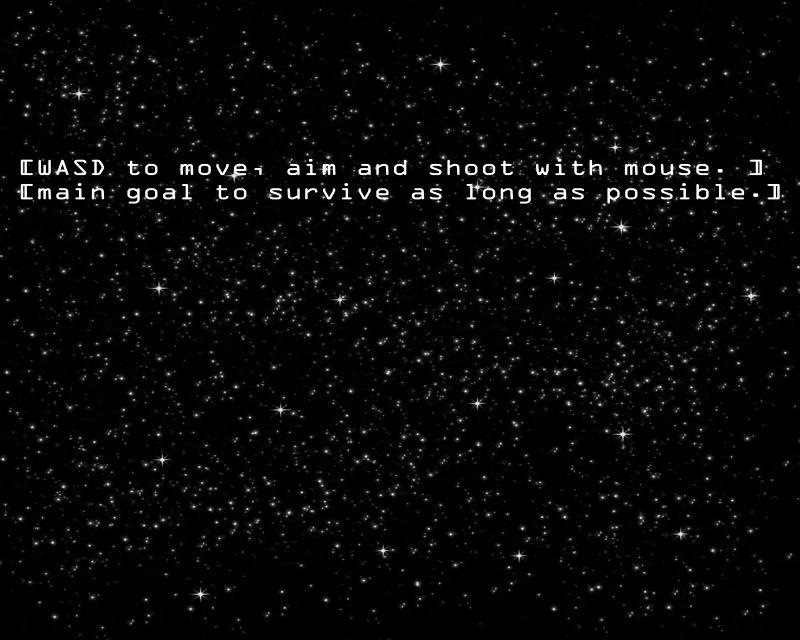 [WASD to move, aim and shoot with mouse. ]
[main goal to survive as long as possible.]